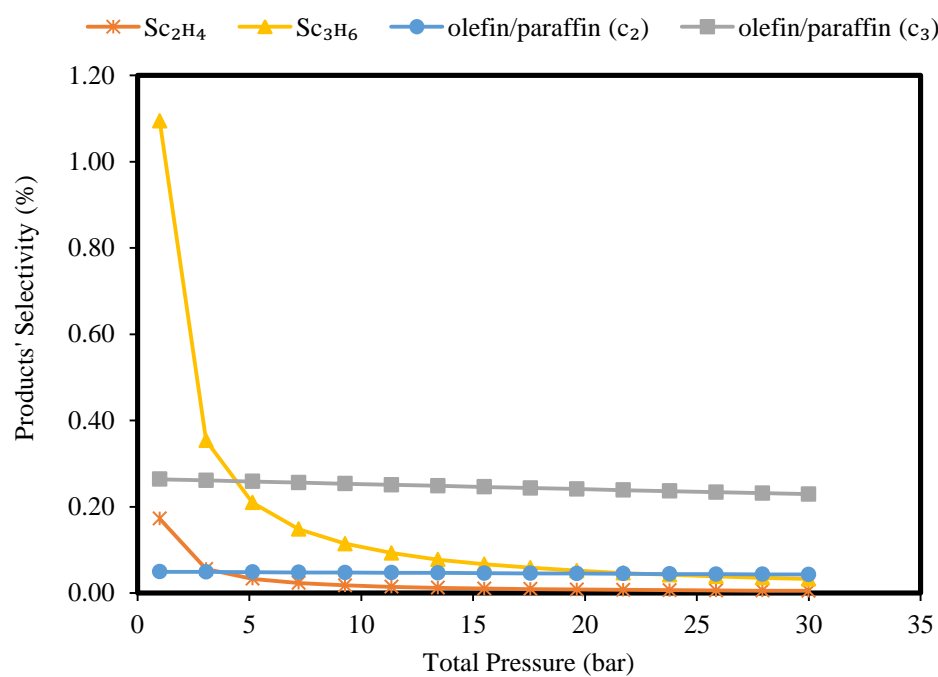 Sc₂H₄ Sc₃H₆ olefin/paraffin (c₂) olefin/paraffin (c₃)
1.20
1.00
0.80
0.60
0.40
0.20
0.00
Products' Selectivity (%)
0 5 10 15 20 25 30 35
Total Pressure (bar)